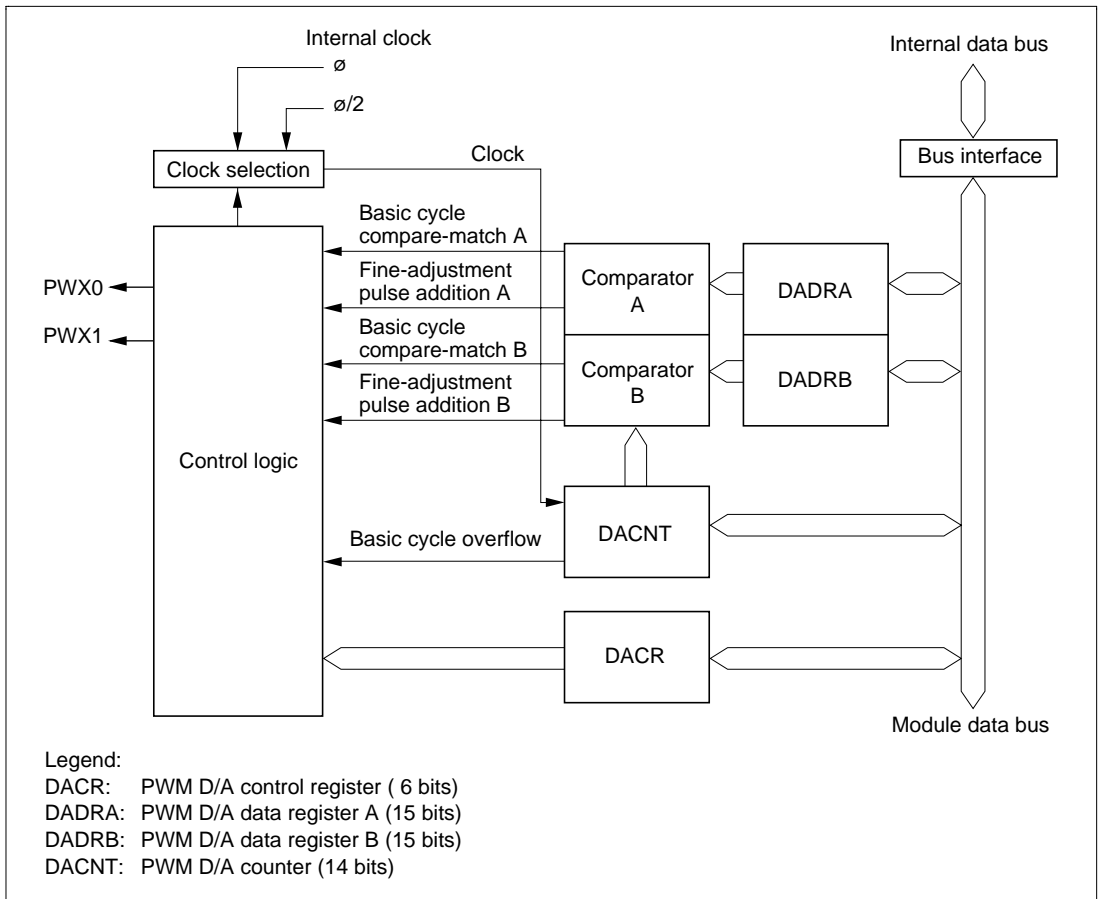 Internal clock
ø
ø/2
Internal data bus
Clock selection
Clock
Bus interface
Basic cycle
compare-match A
Fine-adjustment
pulse addition A
Basic cycle
compare-match B
Fine-adjustment
pulse addition B
PWX0
PWX1
Comparator
A
DADRA
Comparator
B
DADRB
Control logic
Basic cycle overflow
DACNT
DACR
Module data bus
Legend:
DACR: PWM D/A control register ( 6 bits)
DADRA: PWM D/A data register A (15 bits)
DADRB: PWM D/A data register B (15 bits)
DACNT: PWM D/A counter (14 bits)